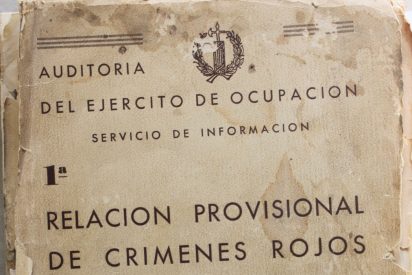 AUDITORIA
DEL EJERCITO DE OCUPACION
SERVICIO DE INFORMACION
1ª
RELACION PROVISIONAL
DE CRIMENES ROJOS